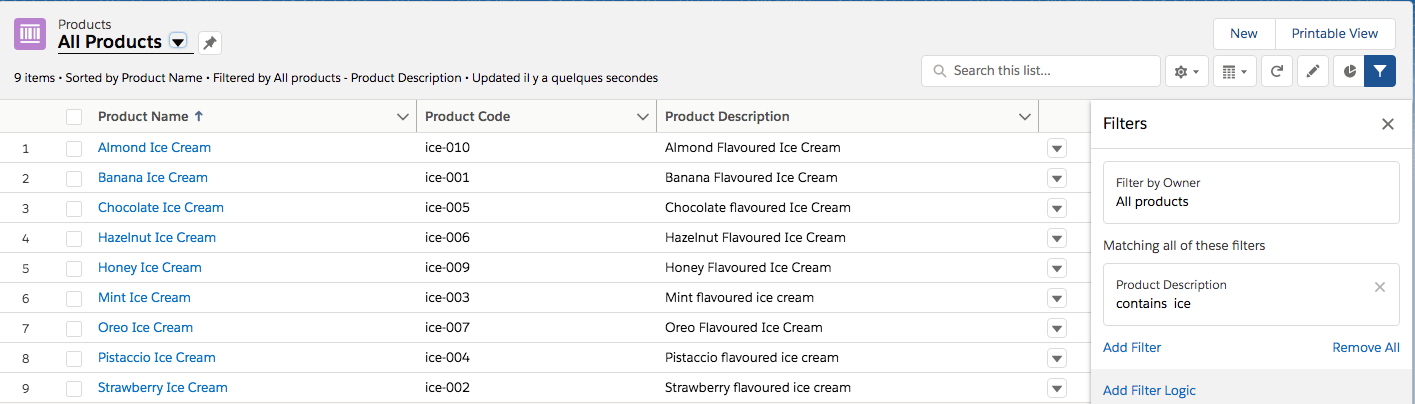 Products
All Products
New
Printable View
9 items • Sorted by Product Name • Filtered by All products - Product Description • Updated il y a quelques secondes
Search this list...
Product Name ↑ Product Code Product Description
1 Almond Ice Cream ice-010 Almond Flavoured Ice Cream
2 Banana Ice Cream ice-001 Banana Flavoured Ice Cream
3 Chocolate Ice Cream ice-005 Chocolate flavoured Ice Cream
4 Hazelnut Ice Cream ice-006 Hazelnut Flavoured Ice Cream
5 Honey Ice Cream ice-009 Honey Flavoured Ice Cream
6 Mint Ice Cream ice-003 Mint flavoured ice cream
7 Oreo Ice Cream ice-007 Oreo Flavoured Ice Cream
8 Pistaccio Ice Cream ice-004 Pistaccio flavoured ice cream
9 Strawberry Ice Cream ice-002 Strawberry flavoured ice cream
Filters
Filter by Owner
All products
Matching all of these filters
Product Description
contains ice
Add Filter Remove All
Add Filter Logic